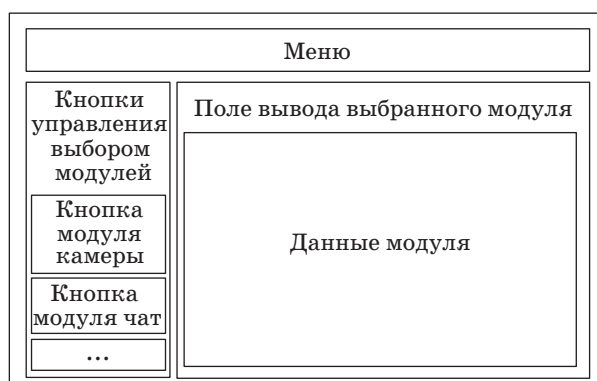 Меню
Кнопки
управления
выбором
модулей
Кнопка
модуля
камеры
Кнопка
модуля чат
...
Поле вывода выбранного модуля
Данные модуля